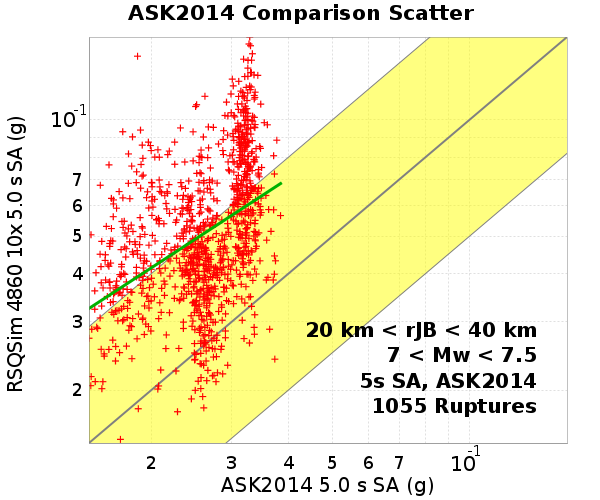 ASK2014 Comparison Scatter
RSQSim 4860 10x 5.0 s SA (g)
10-1
7
6
5
4
3
2
20 km < rJB < 40 km
7 < Mw < 7.5
5s SA, ASK2014
1055 Ruptures
2 3 4 5 6 7 10-1
ASK2014 5.0 s SA (g)